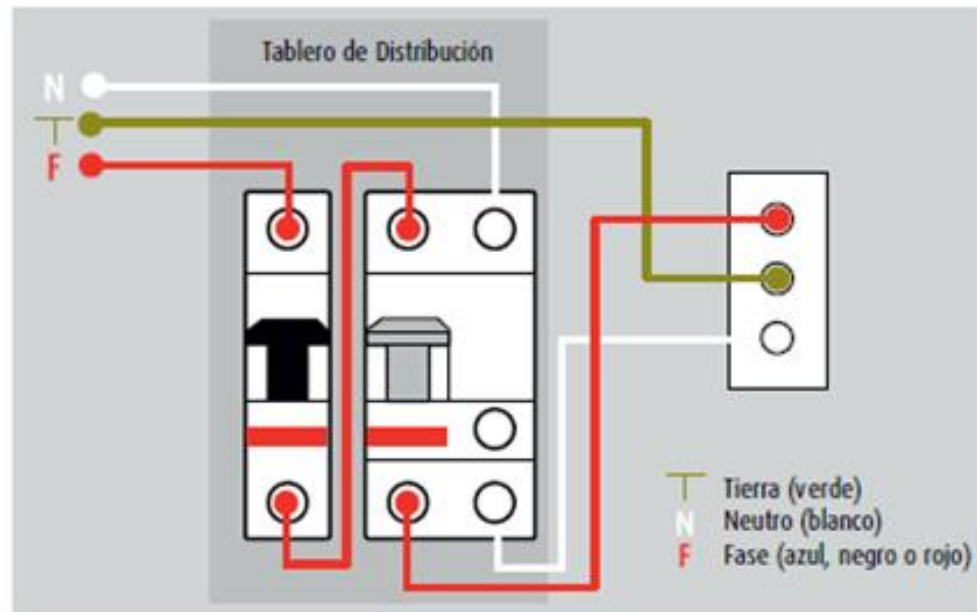 Tablero de Distribución
N
F
Tierra (verde)
N Neutro (blanco)
F Fase (azul, negro o rojo)